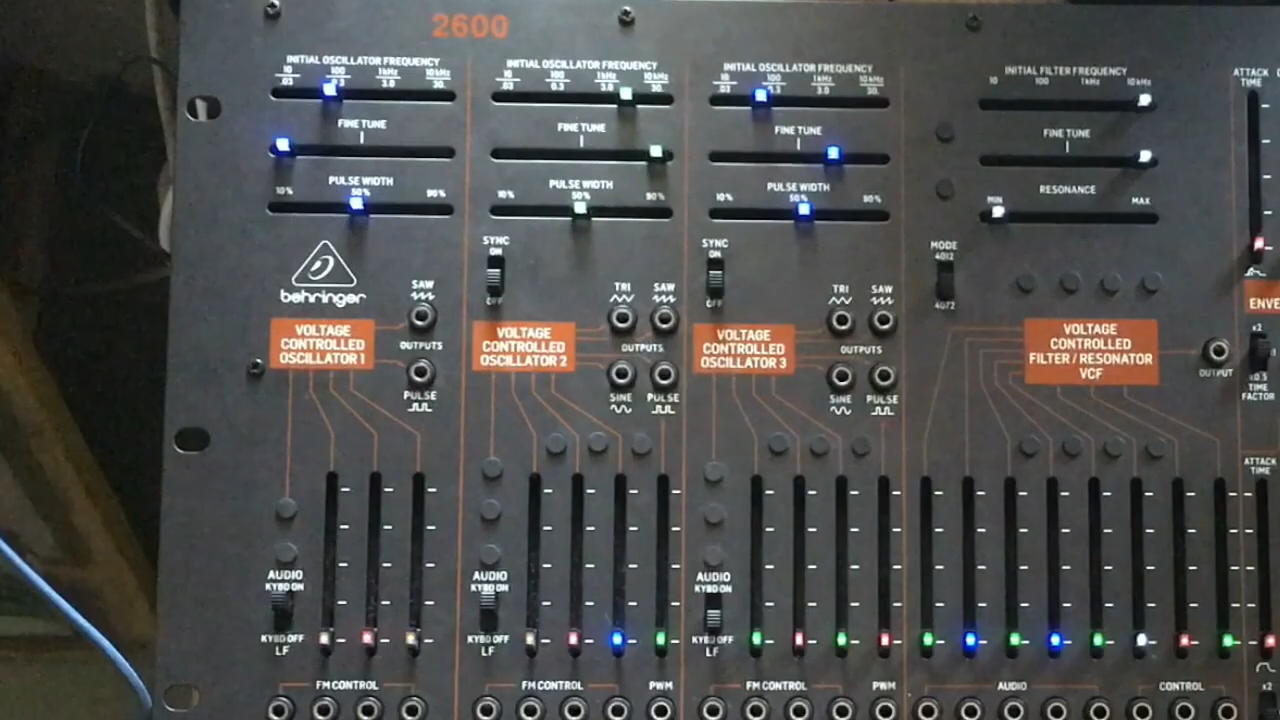 2600
INITIAL OSCILLATOR FREQUENCY
10 100 1kHz 10kHz
.03 0.3 3.0 30.
FINE TUNE
PULSE WIDTH
10% 50% 90%
behringer
SAW
VOLTAGE
CONTROLLED
OSCILLATOR 1
OUTPUTS
PULSE
AUDIO
KYBD ON
KYBD OFF
LF
FM CONTROL
INITIAL OSCILLATOR FREQUENCY
10 100 1kHz 10kHz
.03 0.3 3.0 30.
FINE TUNE
PULSE WIDTH
10% 50% 90%
SYNC
ON
OFF
TRI SAW
VOLTAGE
CONTROLLED
OSCILLATOR 2
OUTPUTS
SINE PULSE
AUDIO
KYBD ON
KYBD OFF
LF
FM CONTROL PWM
INITIAL OSCILLATOR FREQUENCY
10 100 1kHz 10kHz
.03 0.3 3.0 30.
FINE TUNE
PULSE WIDTH
10% 50% 90%
SYNC
ON
OFF
TRI SAW
VOLTAGE
CONTROLLED
OSCILLATOR 3
OUTPUTS
SINE PULSE
AUDIO
KYBD ON
KYBD OFF
LF
FM CONTROL PWM
INITIAL FILTER FREQUENCY
10 100 1kHz 10kHz
FINE TUNE
RESONANCE
MIN MAX
MODE
4012
4072
VOLTAGE
CONTROLLED
FILTER / RESONATOR
VCF
OUTPUT
AUDIO CONTROL
ATTACK
TIME
ENVE
x2
x0.5
TIME
FACTOR
ATTACK
TIME
x2